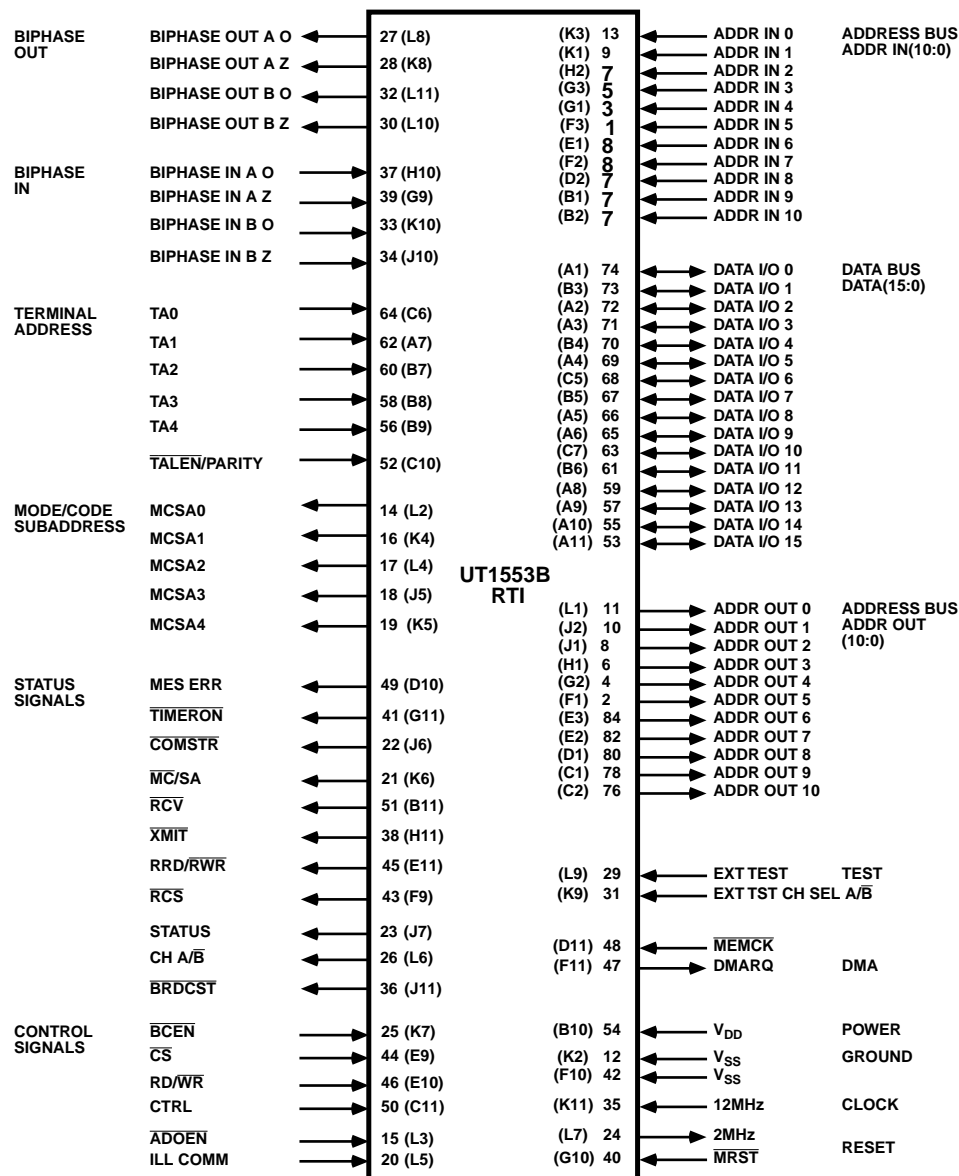 BIPHASE OUT
BIPHASE OUT A O 27 (L8)
BIPHASE OUT A Z 28 (K8)
BIPHASE OUT B O 32 (L11)
BIPHASE OUT B Z 30 (L10)
BIPHASE IN
BIPHASE IN A O 37 (H10)
BIPHASE IN A Z 39 (G9)
BIPHASE IN B O 33 (K10)
BIPHASE IN B Z 34 (J10)
TERMINAL ADDRESS
TA0 64 (C6)
TA1 62 (A7)
TA2 60 (B7)
TA3 58 (B8)
TA4 56 (B9)
TALEN/PARITY 52 (C10)
MODE/CODE SUBADDRESS
MCSA0 14 (L2)
MCSA1 16 (K4)
MCSA2 17 (L4)
MCSA3 18 (J5)
MCSA4 19 (K5)
STATUS SIGNALS
MES ERR 49 (D10)
TIMERON 41 (G11)
COMSTR 22 (J6)
MC/SA 21 (K6)
RCV 51 (B11)
XMIT 38 (H11)
RRD/RWR 45 (E11)
RCS 43 (F9)
STATUS 23 (J7)
CH A/B 26 (L6)
BRDCST 36 (J11)
CONTROL SIGNALS
BCEN 25 (K7)
CS 44 (E9)
RD/WR 46 (E10)
CTRL 50 (C11)
ADOEN 15 (L3)
ILL COMM 20 (L5)
UT1553B
RTI
(K3) 13 ADDR IN 0 ADDRESS BUS
(K1) 9 ADDR IN 1 ADDR IN(10:0)
(H2) 7 ADDR IN 2
(G3) 5 ADDR IN 3
(G1) 3 ADDR IN 4
(F3) 1 ADDR IN 5
(E1) 8 ADDR IN 6
(F2) 8 ADDR IN 7
(D2) 7 ADDR IN 8
(B1) 7 ADDR IN 9
(B2) 7 ADDR IN 10
(A1) 74 DATA I/O 0 DATA BUS
(B3) 73 DATA I/O 1 DATA(15:0)
(A2) 72 DATA I/O 2
(A3) 71 DATA I/O 3
(B4) 70 DATA I/O 4
(A4) 69 DATA I/O 5
(C5) 68 DATA I/O 6
(B5) 67 DATA I/O 7
(A5) 66 DATA I/O 8
(A6) 65 DATA I/O 9
(C7) 63 DATA I/O 10
(B6) 61 DATA I/O 11
(A8) 59 DATA I/O 12
(A9) 57 DATA I/O 13
(A10) 55 DATA I/O 14
(A11) 53 DATA I/O 15
(L1) 11 ADDR OUT 0 ADDRESS BUS
(J2) 10 ADDR OUT 1 ADDR OUT
(J1) 8 ADDR OUT 2 (10:0)
(H1) 6 ADDR OUT 3
(G2) 4 ADDR OUT 4
(F1) 2 ADDR OUT 5
(E3) 84 ADDR OUT 6
(E2) 82 ADDR OUT 7
(D1) 80 ADDR OUT 8
(C1) 78 ADDR OUT 9
(C2) 76 ADDR OUT 10
(L9) 29 EXT TEST TEST
(K9) 31 EXT TST CH SEL A/B
(D11) 48 MEMCK
(F11) 47 DMARQ DMA
(B10) 54 VDD POWER
(K2) 12 VSS GROUND
(F10) 42 VSS
(K11) 35 12MHz CLOCK
(L7) 24 2MHz
(G10) 40 MRST RESET